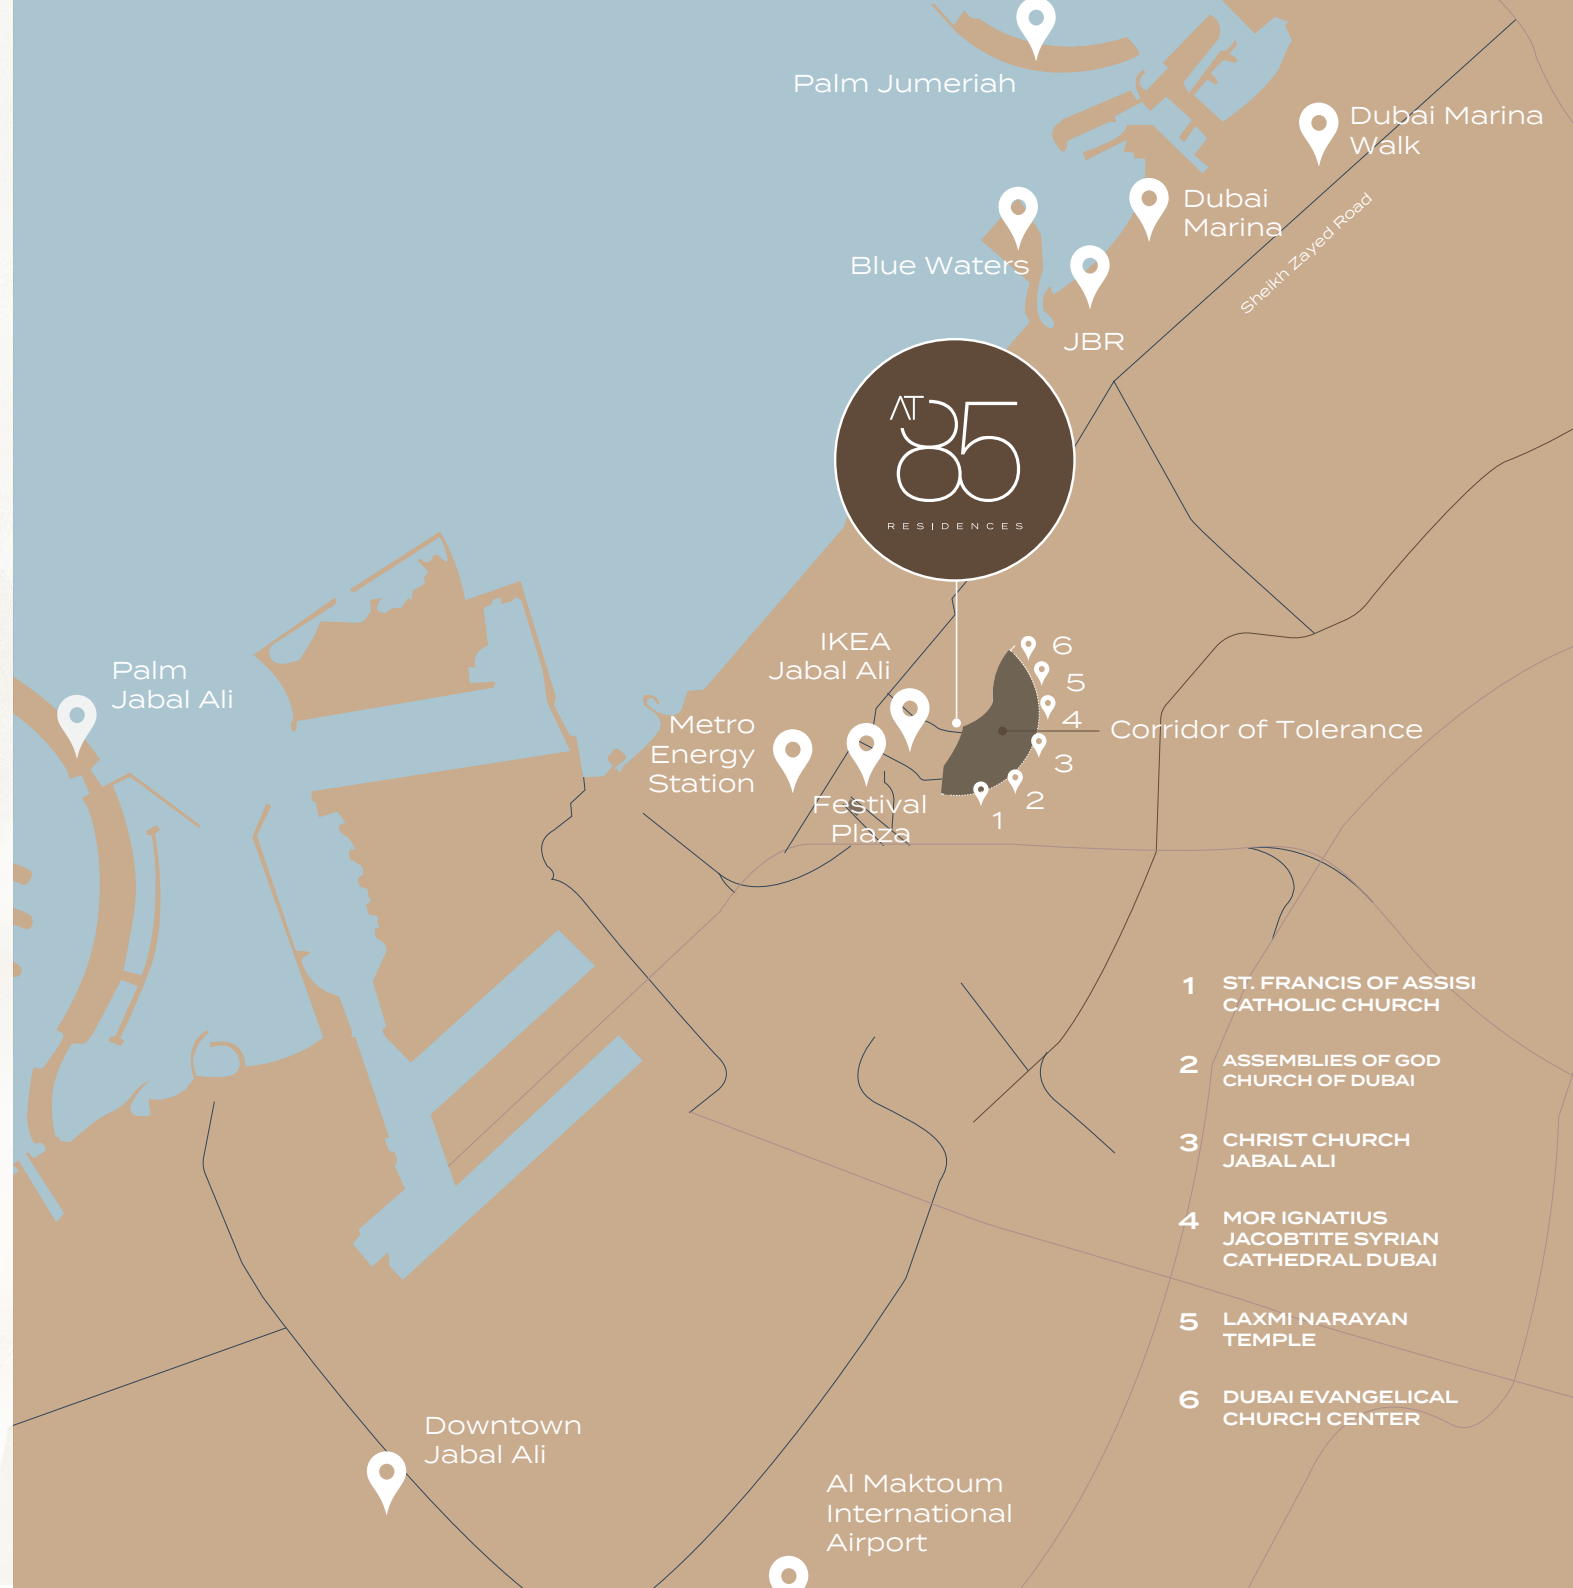 Palm Jumeriah
Dubai Marina
Walk
Dubai
Marina
Sheikh Zayed Road
Blue Waters
JBR
AT
85
RESIDENCES
IKEA
Jabal Ali
6
5
4
3
2
1
Corridor of Tolerance
Palm
Jabal Ali
Metro
Energy
Station
Festival
Plaza
1 ST. FRANCIS OF ASSISI
CATHOLIC CHURCH
2 ASSEMBLIES OF GOD
CHURCH OF DUBAI
3 CHRIST CHURCH
JABAL ALI
4 MOR IGNATIUS
JACOBTITE SYRIAN
CATHEDRAL DUBAI
5 LAXMI NARAYAN
TEMPLE
6 DUBAI EVANGELICAL
CHURCH CENTER
Downtown
Jabal Ali
Al Maktoum
International
Airport